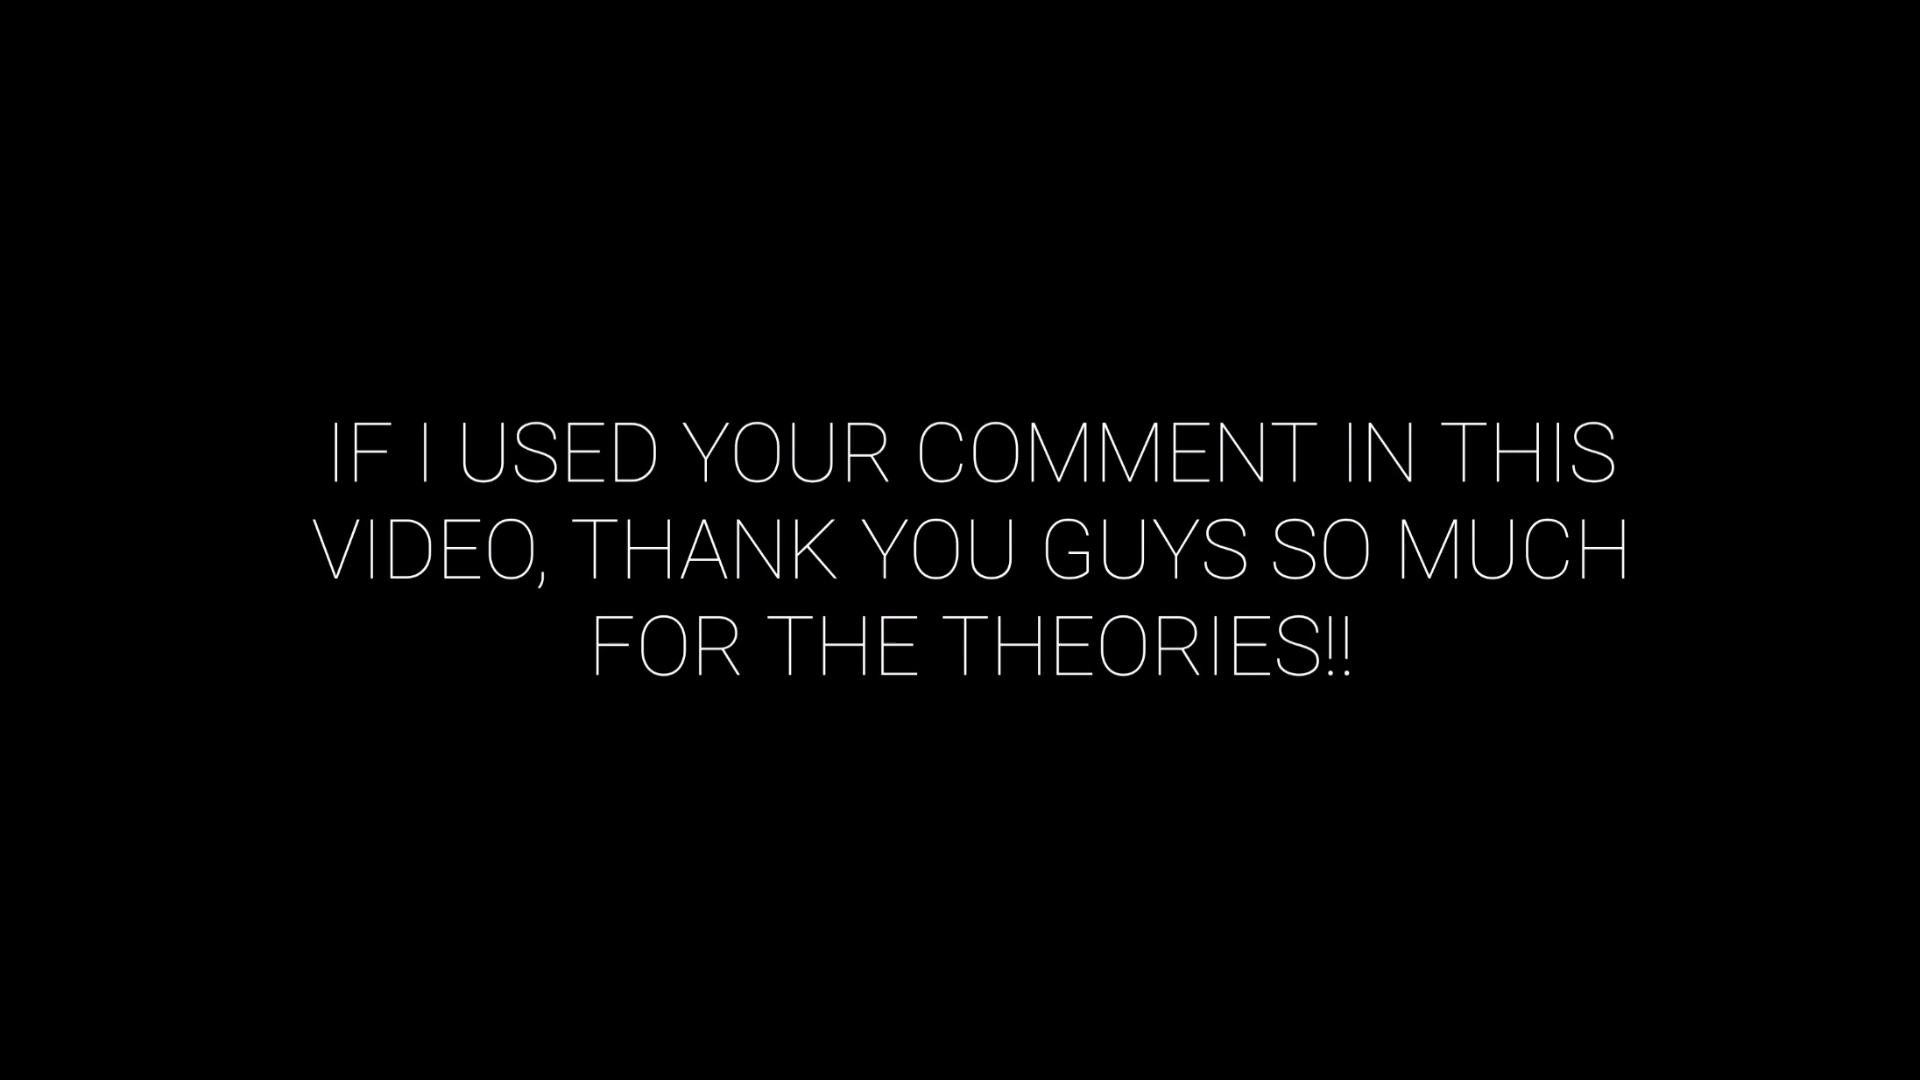 IF I USED YOUR COMMENT IN THIS
VIDEO, THANK YOU GUYS SO MUCH
FOR THE THEORIES!!